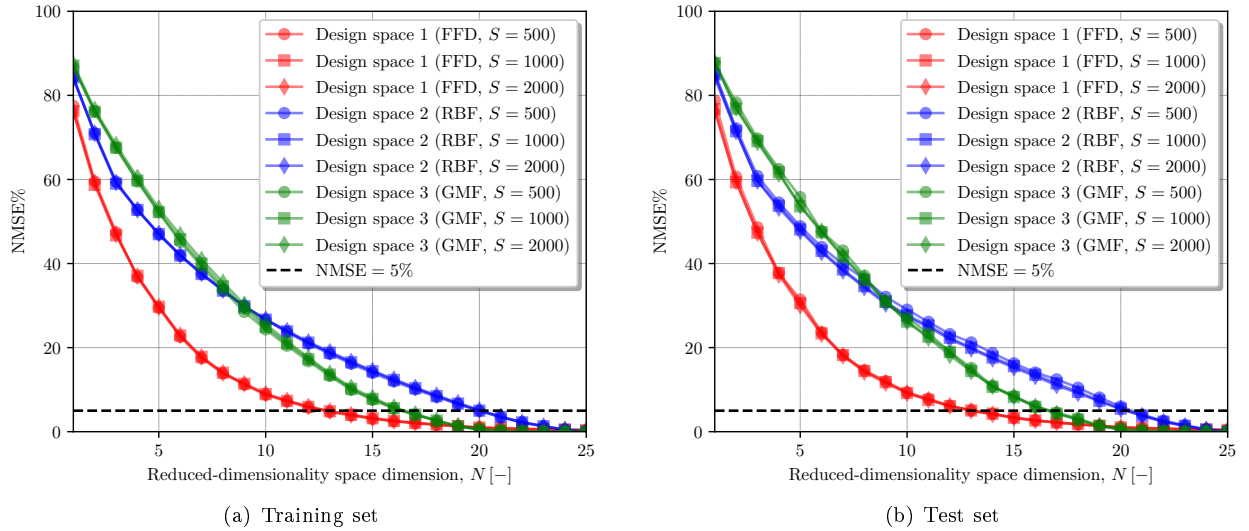 100
80
60
40
20
0
NMSE%
Design space 1 (FFD, S = 500)
Design space 1 (FFD, S = 1000)
Design space 1 (FFD, S = 2000)
Design space 2 (RBF, S = 500)
Design space 2 (RBF, S = 1000)
Design space 2 (RBF, S = 2000)
Design space 3 (GMF, S = 500)
Design space 3 (GMF, S = 1000)
Design space 3 (GMF, S = 2000)
NMSE = 5%
5 10 15 20 25
Reduced-dimensionality space dimension, N [−]
(a) Training set
100
80
60
40
20
0
NMSE%
Design space 1 (FFD, S = 500)
Design space 1 (FFD, S = 1000)
Design space 1 (FFD, S = 2000)
Design space 2 (RBF, S = 500)
Design space 2 (RBF, S = 1000)
Design space 2 (RBF, S = 2000)
Design space 3 (GMF, S = 500)
Design space 3 (GMF, S = 1000)
Design space 3 (GMF, S = 2000)
NMSE = 5%
5 10 15 20 25
Reduced-dimensionality space dimension, N [−]
(b) Test set